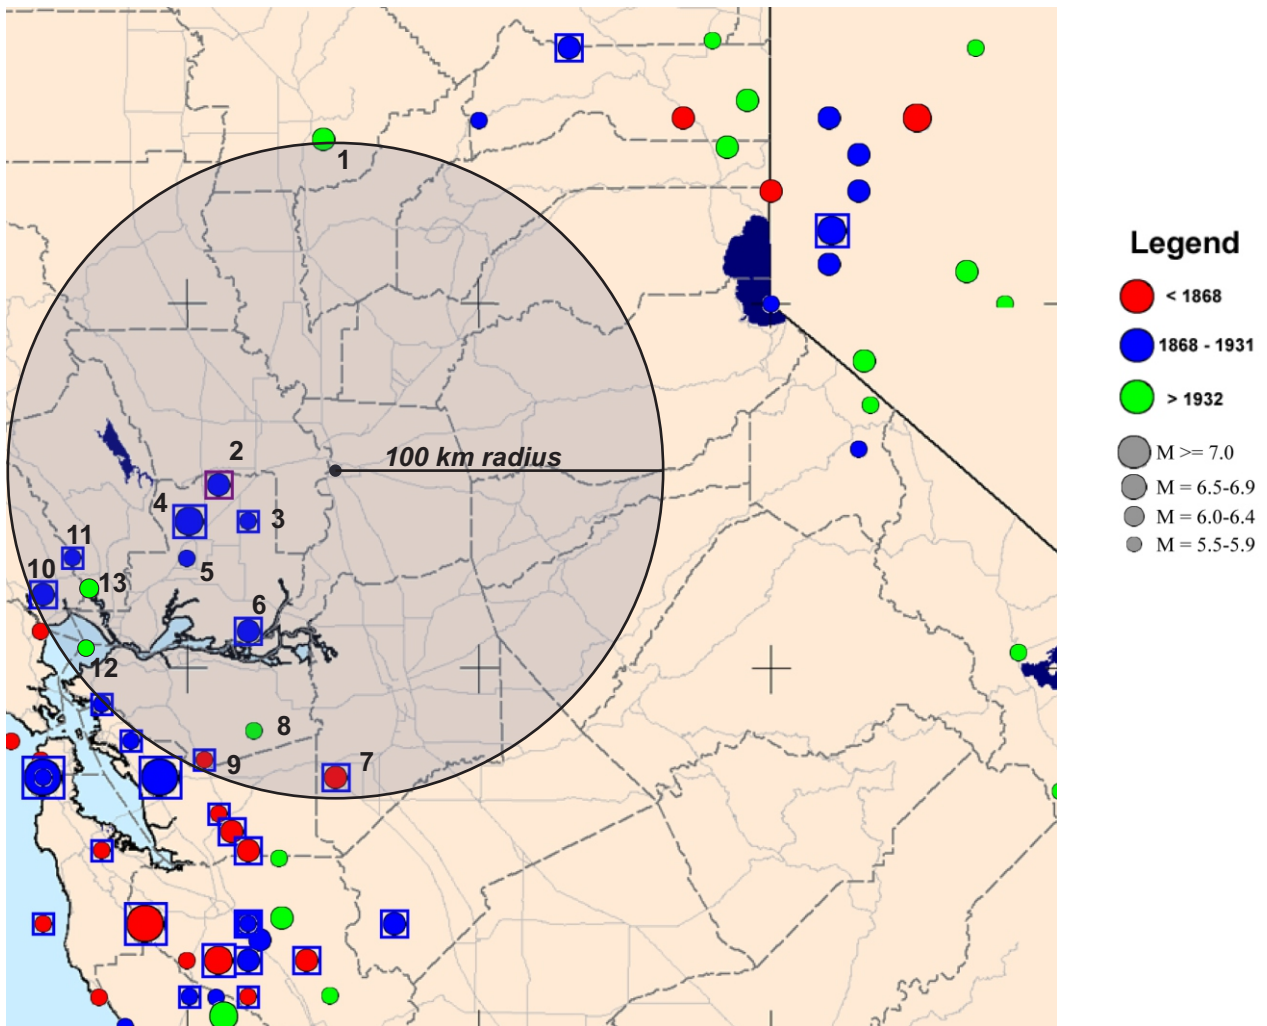 1
2
100 km radius
4
3
11
5
10
13
6
12
8
9
7
Legend
< 1868
1868 - 1931
> 1932
M >= 7.0
M = 6.5-6.9
M = 6.0-6.4
M = 5.5-5.9